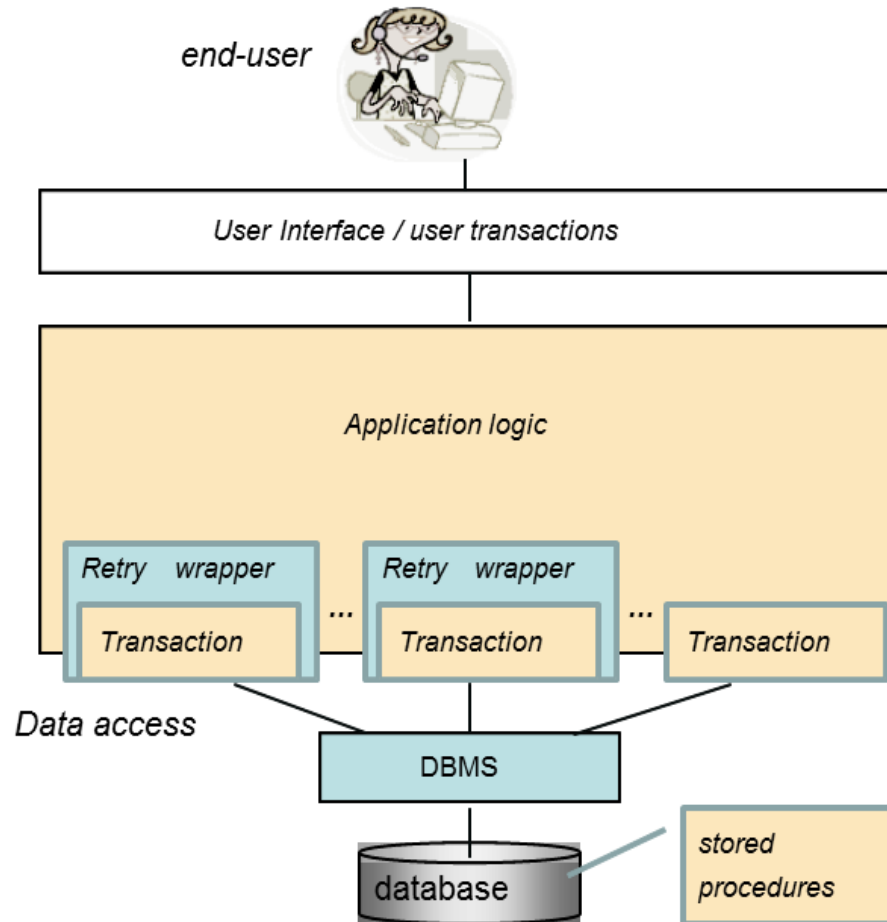 end-user
User Interface / user transactions
Application logic
Retry wrapper
Retry wrapper
...
...
Transaction
Transaction
Transaction
Data access
DBMS
database
stored
procedures